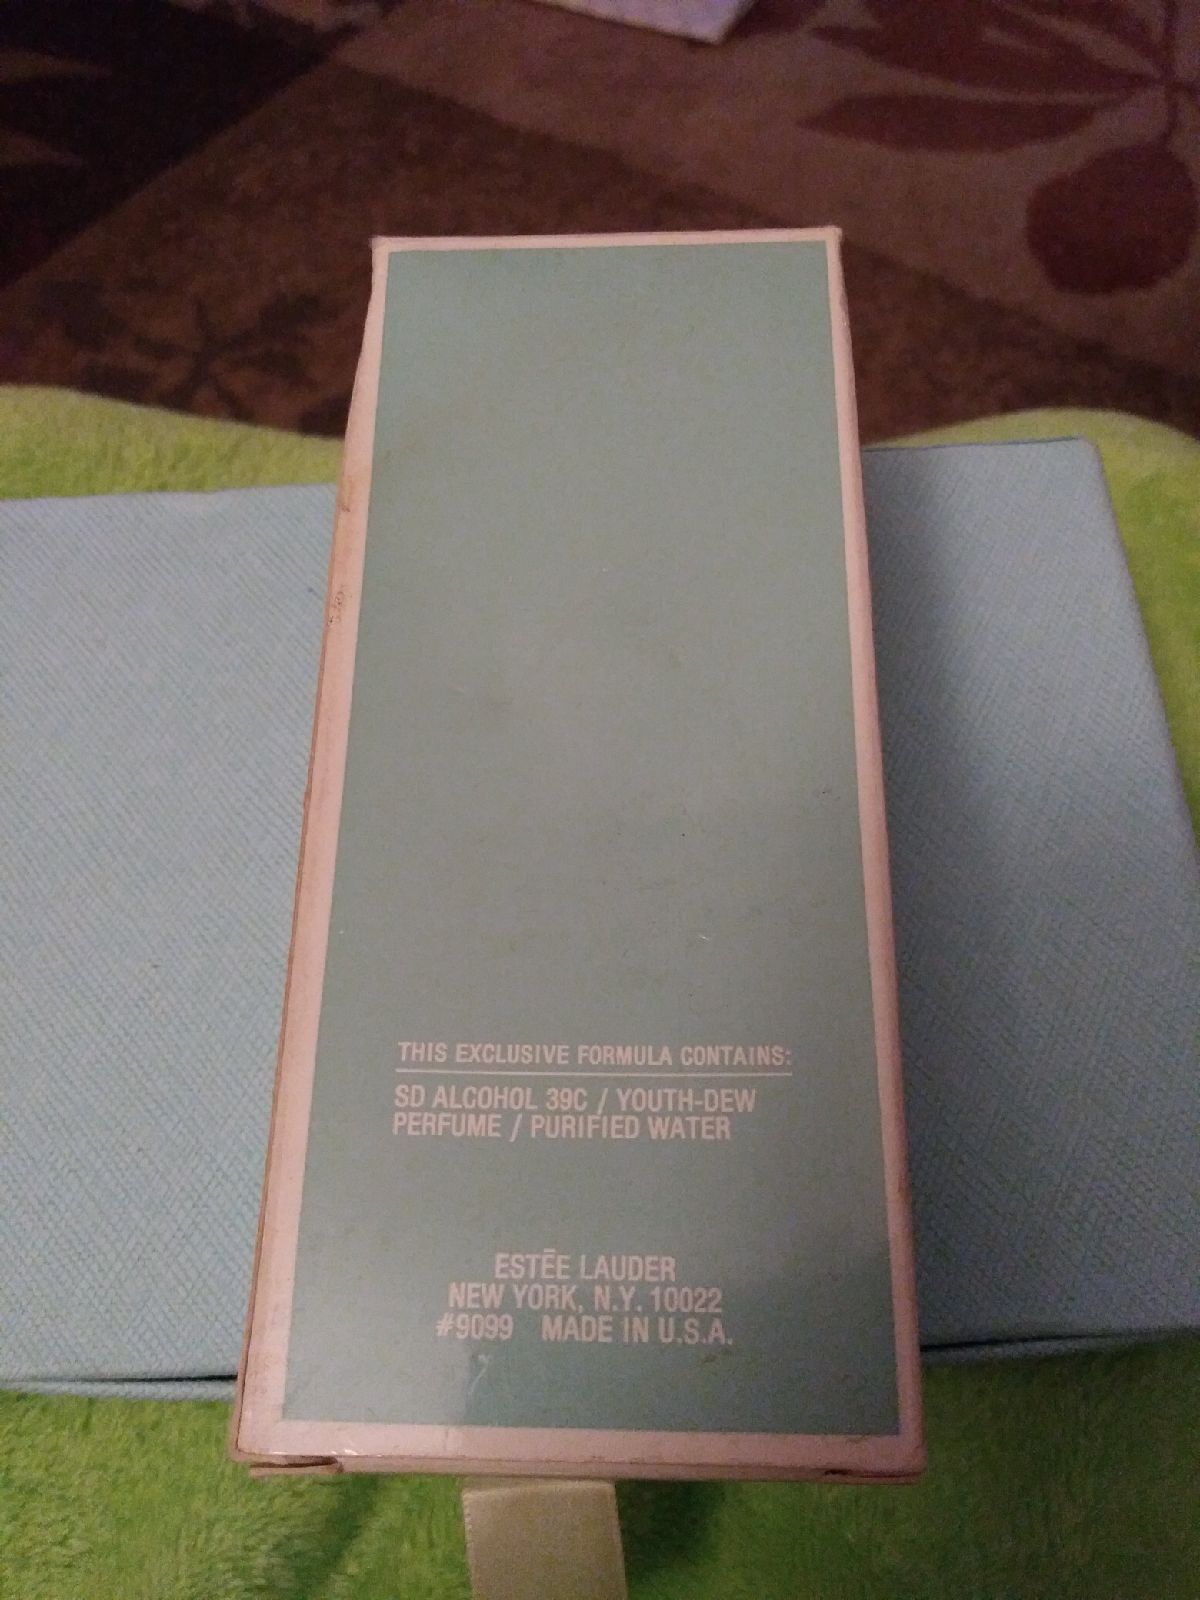 THIS EXCLUSIVE FORMULA CONTAINS:
SD ALCOHOL 39C / YOUTH-DEW
PERFUME / PURIFIED WATER
ESTĒE LAUDER
NEW YORK, N.Y. 10022
#9099 MADE IN U.S.A.